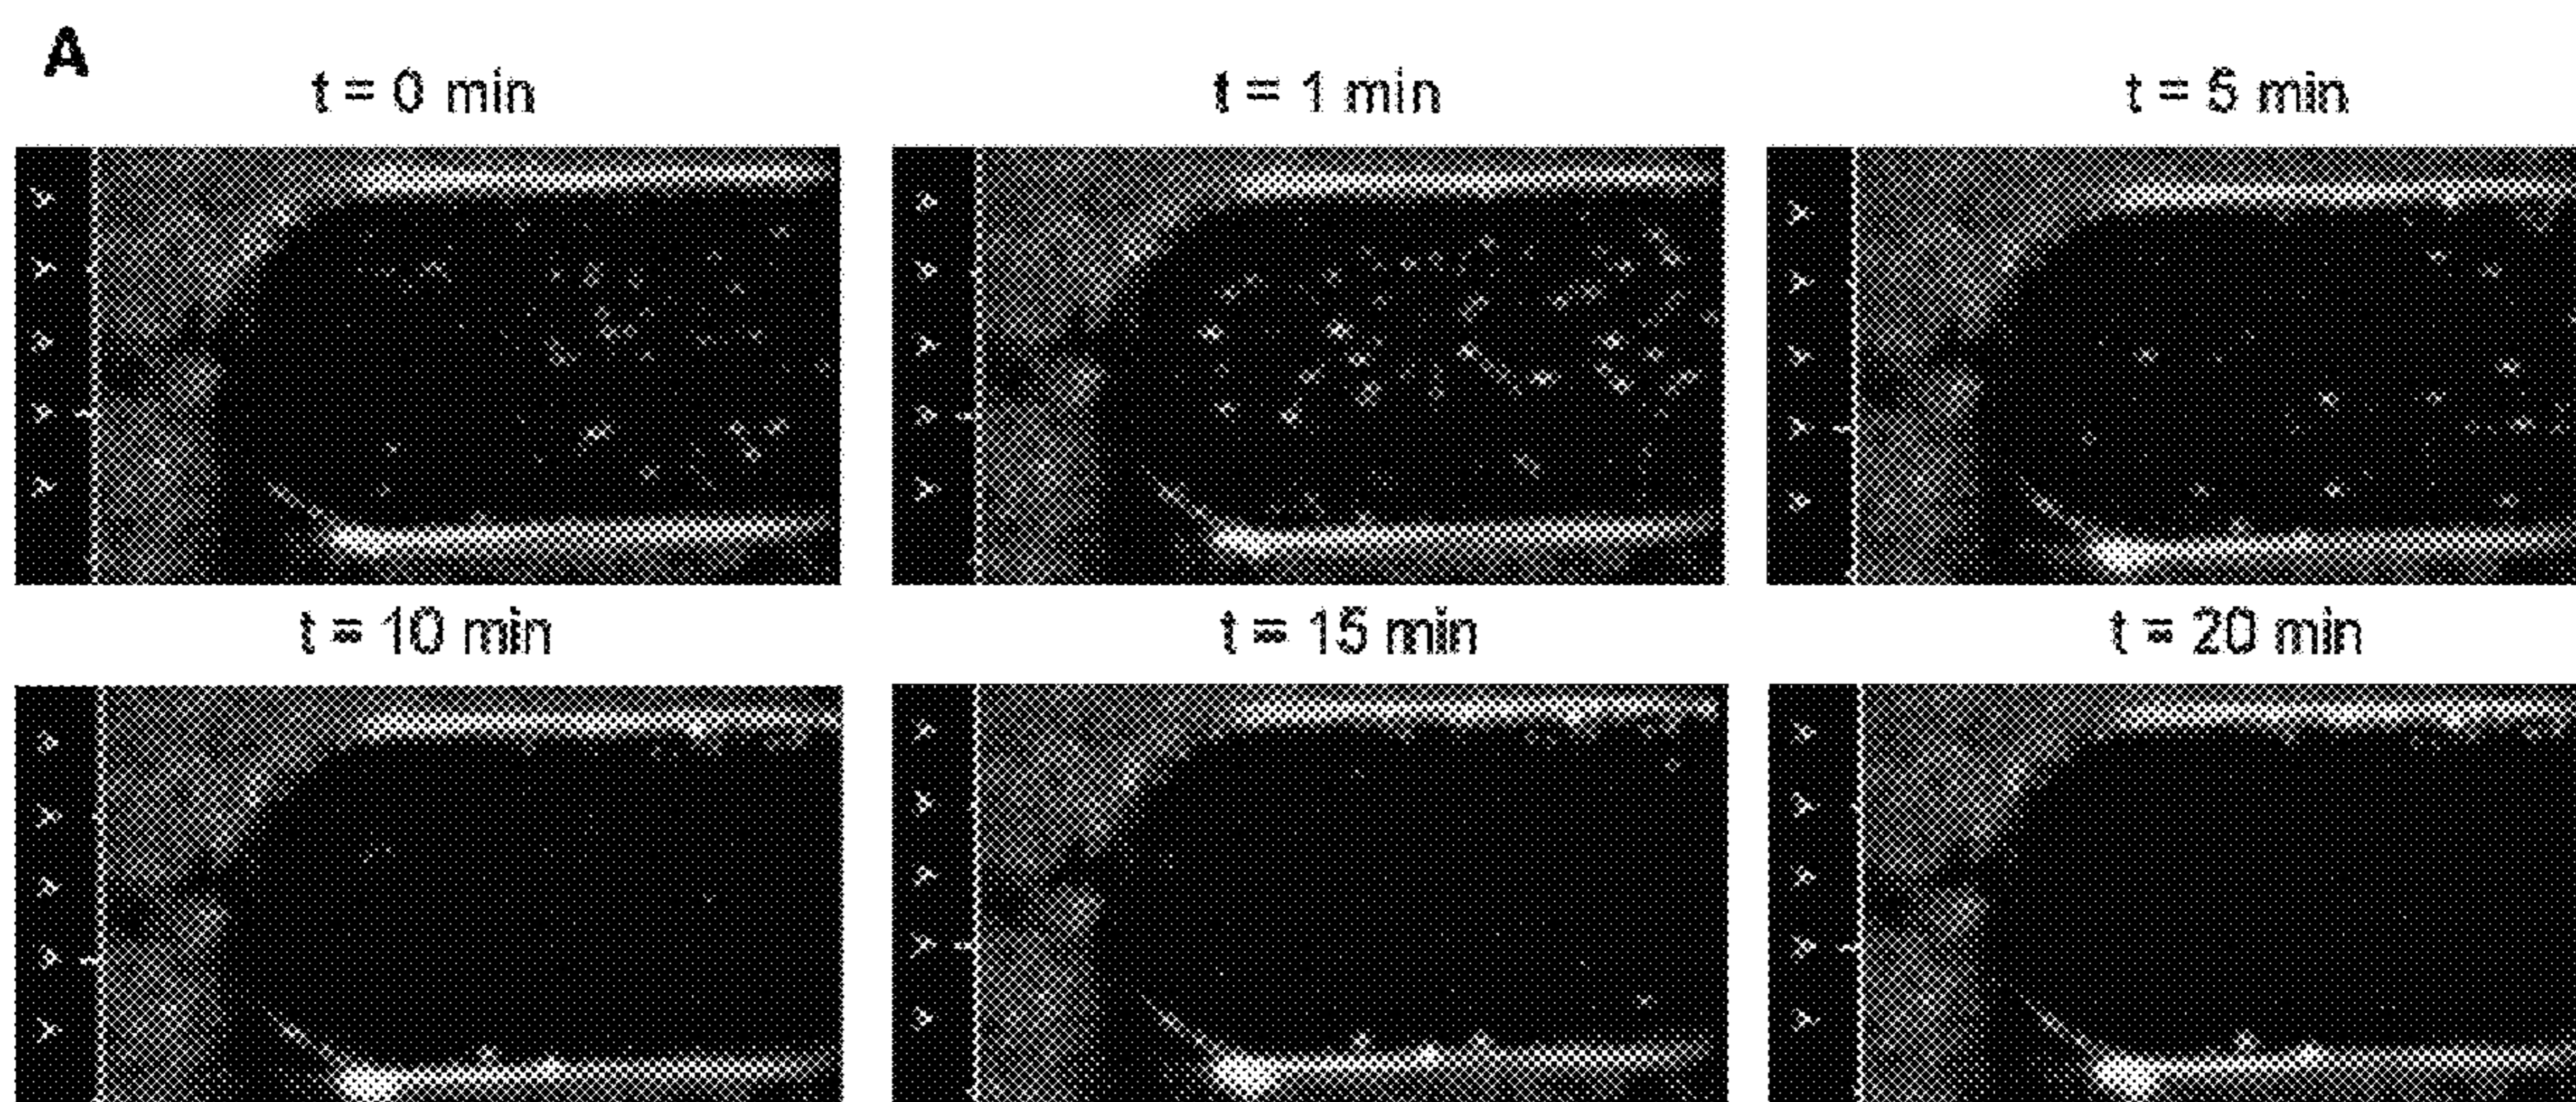 A
t = 0 min
t = 1 min
t = 5 min
t = 10 min
t = 15 min
t = 20 min